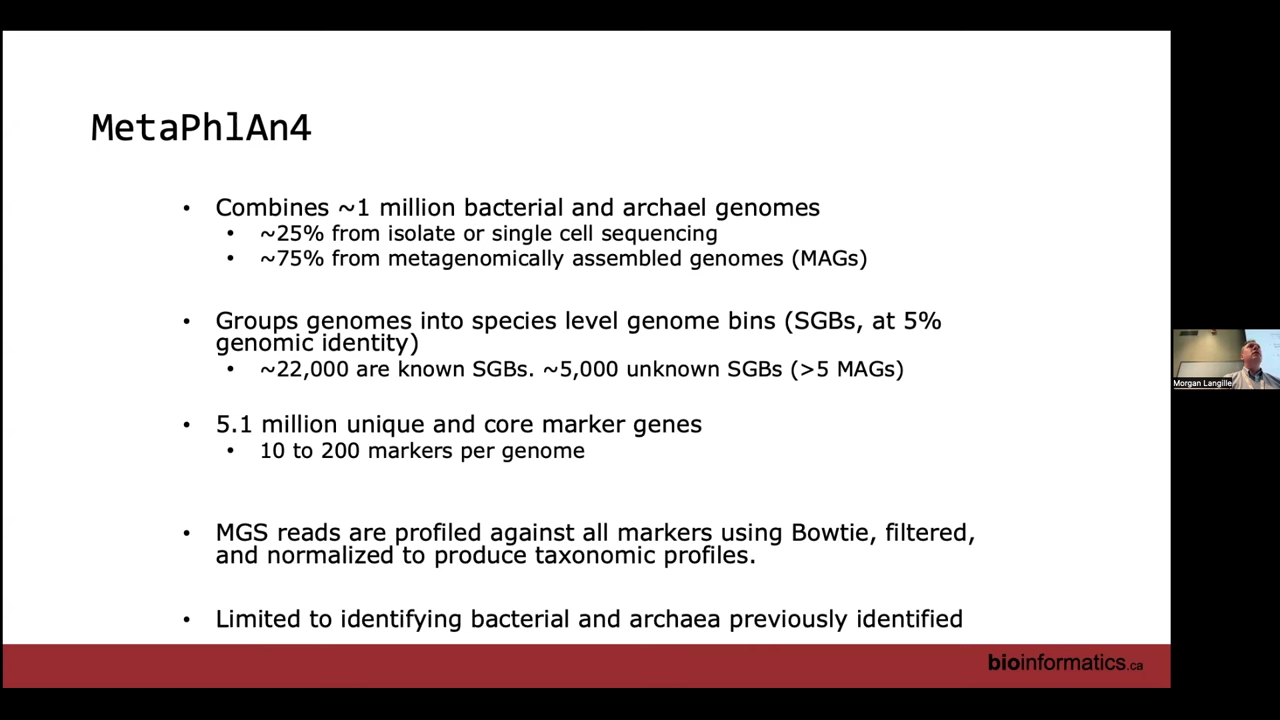 MetaPhlAn4
• Combines ~1 million bacterial and archael genomes
• ~25% from isolate or single cell sequencing
• ~75% from metagenomically assembled genomes (MAGs)
• Groups genomes into species level genome bins (SGBs, at 5%
genomic identity)
• ~22,000 are known SGBs. ~5,000 unknown SGBs (>5 MAGs)
• 5.1 million unique and core marker genes
• 10 to 200 markers per genome
• MGS reads are profiled against all markers using Bowtie, filtered,
and normalized to produce taxonomic profiles.
• Limited to identifying bacterial and archaea previously identified
bioinformatics.ca
Morgan Langille